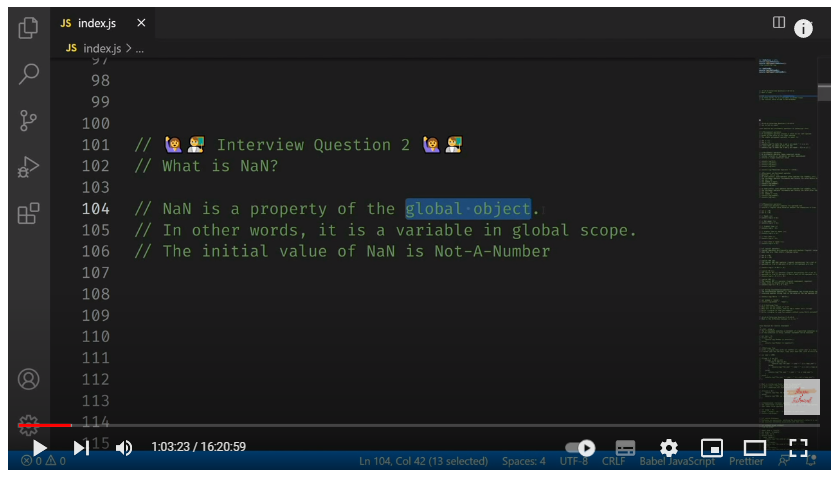 JS index.js ×
JS index.js > ...
97
98
99
100
101 // 🙋‍♀️ 👨‍🏫 Interview Question 2 🙋‍♀️ 👨‍🏫
102 // What is NaN?
103
104 // NaN is a property of the global object.
105 // In other words, it is a variable in global scope.
106 // The initial value of NaN is Not-A-Number
107
108
109
110
111
112
113
114
115
1:03:23 / 16:20:59
0 0 Ln 104, Col 42 (13 selected) Spaces: 4 UTF-8 CRLF Babel JavaScript Prettier